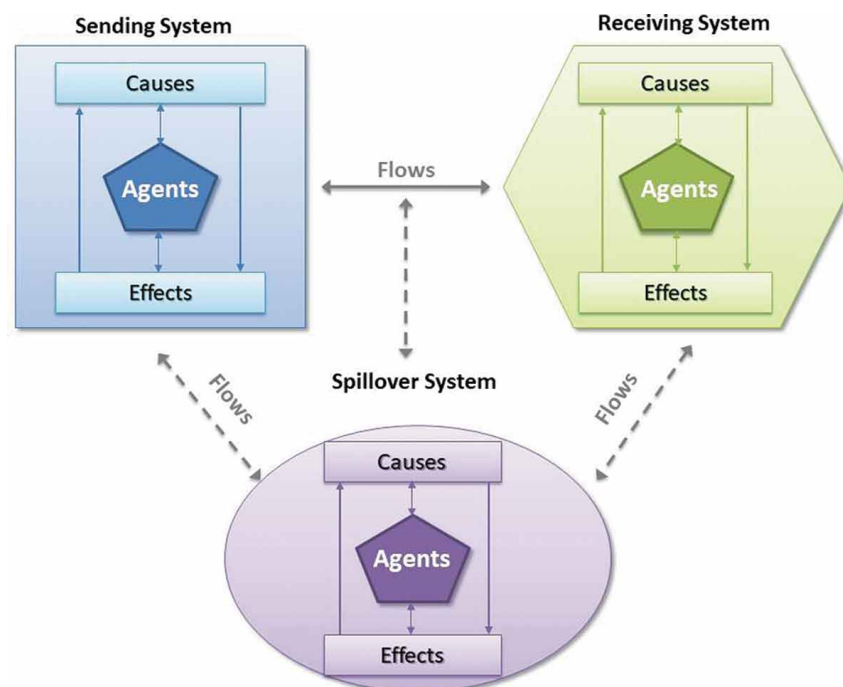 Sending System
Receiving System
Causes
Agents
Effects
Flows
Causes
Agents
Effects
Flows
Flows
Spillover System
Causes
Agents
Effects